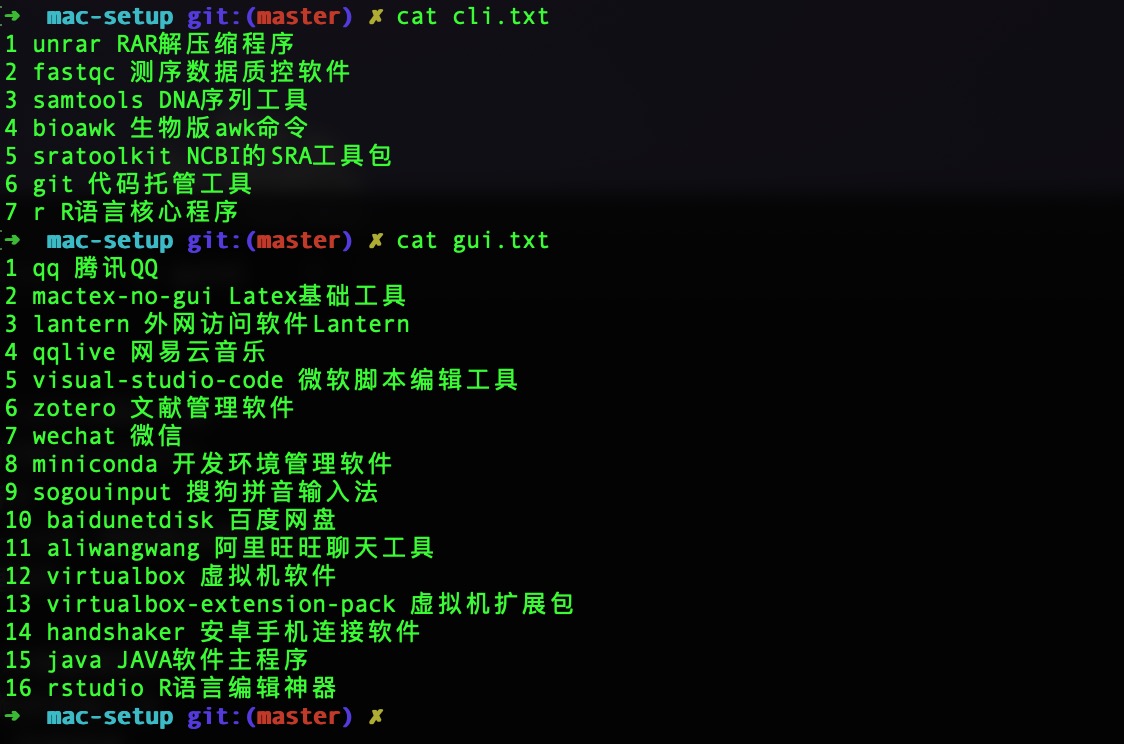 ➜  mac-setup git:(master) ✗ cat cli.txt
1 unrar RAR解压缩程序
2 fastqc 测序数据质控软件
3 samtools DNA序列工具
4 bioawk 生物版awk命令
5 sratoolkit NCBI的SRA工具包
6 git 代码托管工具
7 r R语言核心程序
➜  mac-setup git:(master) ✗ cat gui.txt
1 qq 腾讯QQ
2 mactex-no-gui Latex基础工具
3 lantern 外网访问软件Lantern
4 qqlive 网易云音乐
5 visual-studio-code 微软脚本编辑工具
6 zotero 文献管理软件
7 wechat 微信
8 miniconda 开发环境管理软件
9 sogouinput 搜狗拼音输入法
10 baidunetdisk 百度网盘
11 aliwangwang 阿里旺旺聊天工具
12 virtualbox 虚拟机软件
13 virtualbox-extension-pack 虚拟机扩展包
14 handshaker 安卓手机连接软件
15 java JAVA软件主程序
16 rstudio R语言编辑神器
➜  mac-setup git:(master) ✗